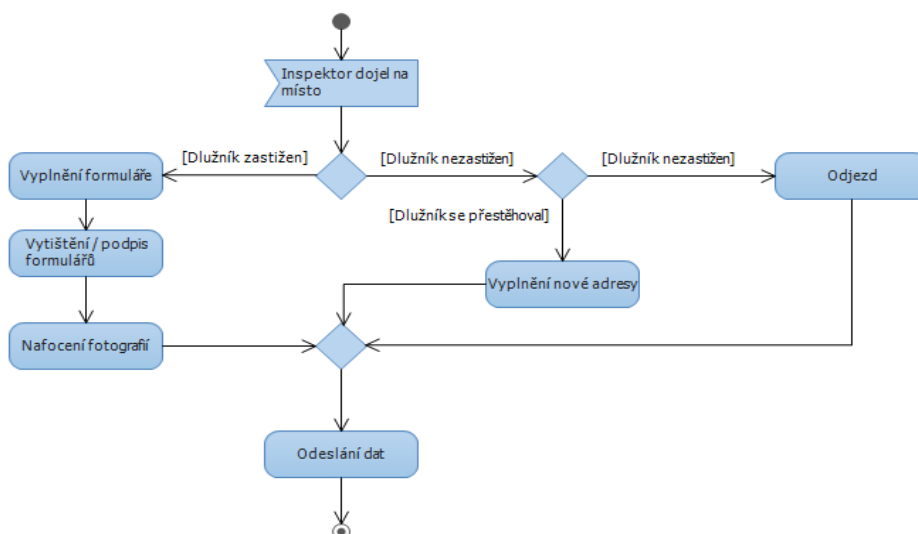 Inspektor dojel na
místo
[Dlužník zastižen]
[Dlužník nezastižen]
[Dlužník nezastižen]
Vyplnění formuláře
Odjezd
[Dlužník se přestěhoval]
Vytištění / podpis
formulářů
Vyplnění nové adresy
Nafocení fotografií
Odeslání dat